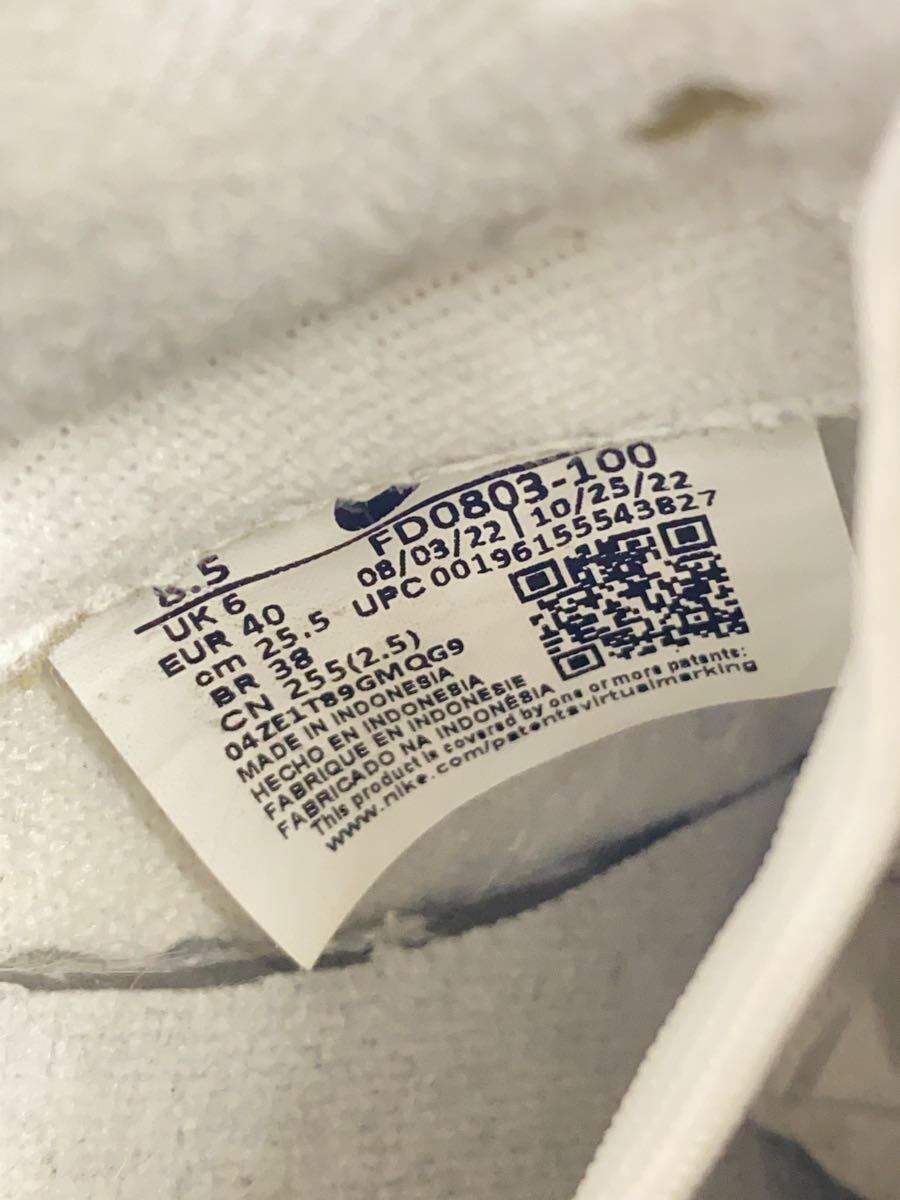 8.5
UK 6
EUR 40
cm 25.5
BR 38
CN 255(2.5)
04ZE1T89GMQG9
MADE IN INDONESIA
HECHO EN INDONESIA
FABRIQUE EN INDONESIE
FABRICADO NA INDONÉSIA
This product is covered by one or more patents:
www.nike.com/patentsvirtualmarking
FD0803-100
08/03/22 | 10/25/22
UPC 00196155543827